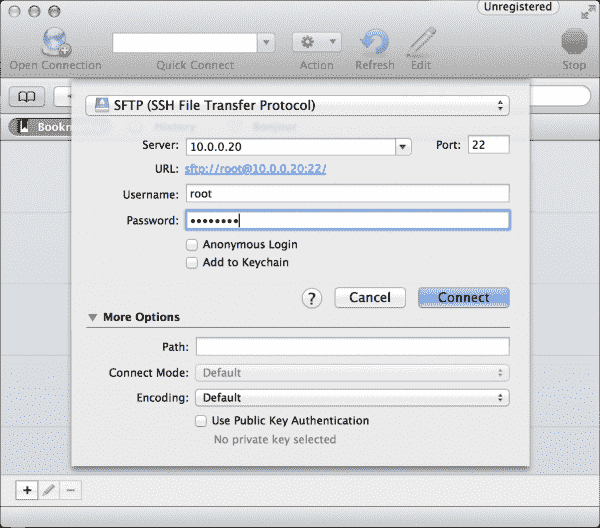 Unregistered
Open Connection
Quick Connect
Action
Refresh
Edit
Stop
SFTP (SSH File Transfer Protocol)
Bookm
History
Bonjour
Server: 10.0.0.20 Port: 22
URL: sftp://root@10.0.0.20:22/
Username: root
Password: ••••••••
Anonymous Login
Add to Keychain
? Cancel Connect
More Options
Path:
Connect Mode: Default
Encoding: Default
Use Public Key Authentication
No private key selected